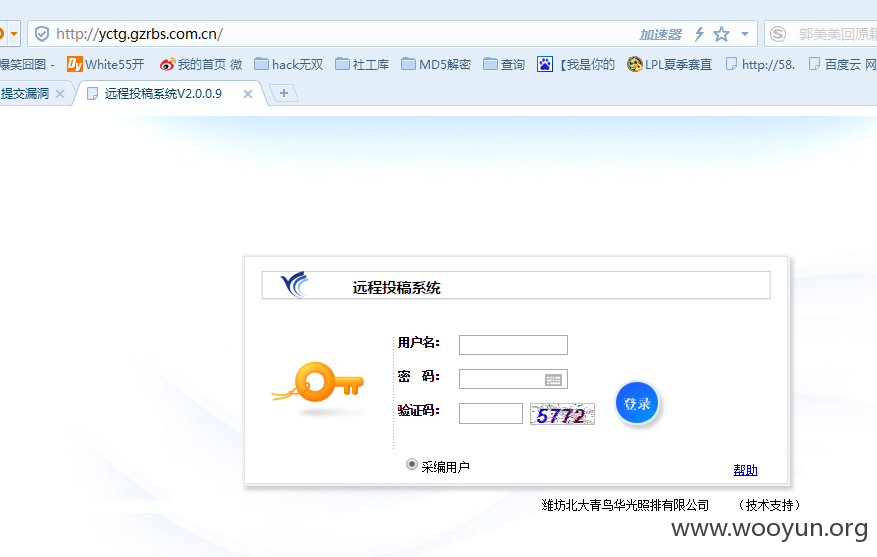 http://yctg.gzrbs.com.cn/ 加速器 郭美美回原
爆笑囧图 - White55开 我的首页 微 hack无双 社工库 MD5解密 查询 【我是你的 LPL夏季赛直 http://58. 百度云 网
提交漏洞 远程投稿系统V2.0.0.9
远程投稿系统
用户名：
密 码：
验证码： 5772
登录
采编用户
帮助
潍坊北大青鸟华光照排有限公司 （技术支持）
www.wooyun.org